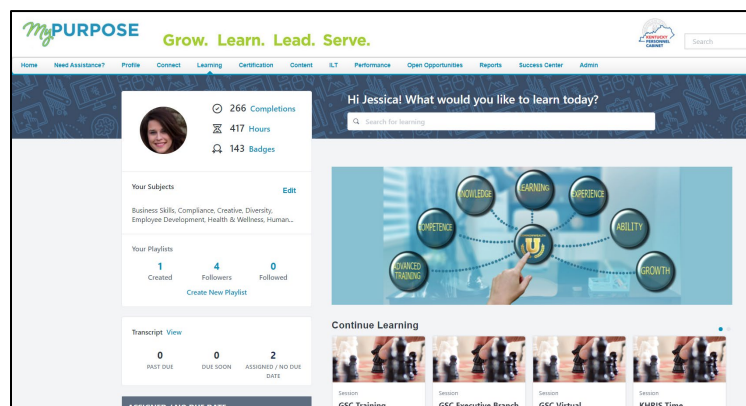 MyPURPOSE
Grow. Learn. Lead. Serve.
KENTUCKY
PERSONNEL
CABINET
Search
Home Need Assistance? Profile Connect Learning Certification Content ILT Performance Open Opportunities Reports Success Center Admin
266 Completions
417 Hours
143 Badges
Hi Jessica! What would you like to learn today?
Search for learning
Your Subjects
Edit
Business Skills, Compliance, Creative, Diversity,
Employee Development, Health & Wellness, Human...
Your Playlists
1 4 0
Created Followers Followed
Create New Playlist
KNOWLEDGE
LEARNING
EXPERIENCE
COMPETENCE
ABILITY
U
ADVANCED
TRAINING
GROWTH
Transcript View
0 0 2
PAST DUE DUE SOON ASSIGNED / NO DUE
DATE
Continue Learning
Session Session Session Session
GSC Training GSC Executive Branch GSC Virtual KHRIS Time
ASSIGNED / NO DUE DATE